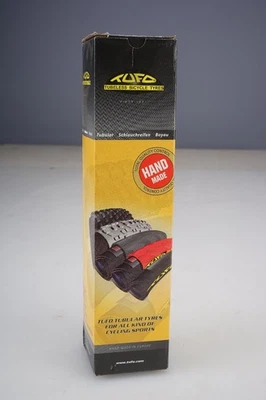 TUFO
TUBELESS BICYCLE TYRES
Tubular Schlauchreifen Boyau
HAND
MADE
TUFO TUBULAR TYRES
FOR ALL KIND OF
CYCLING SPORTS
www.tufo.com